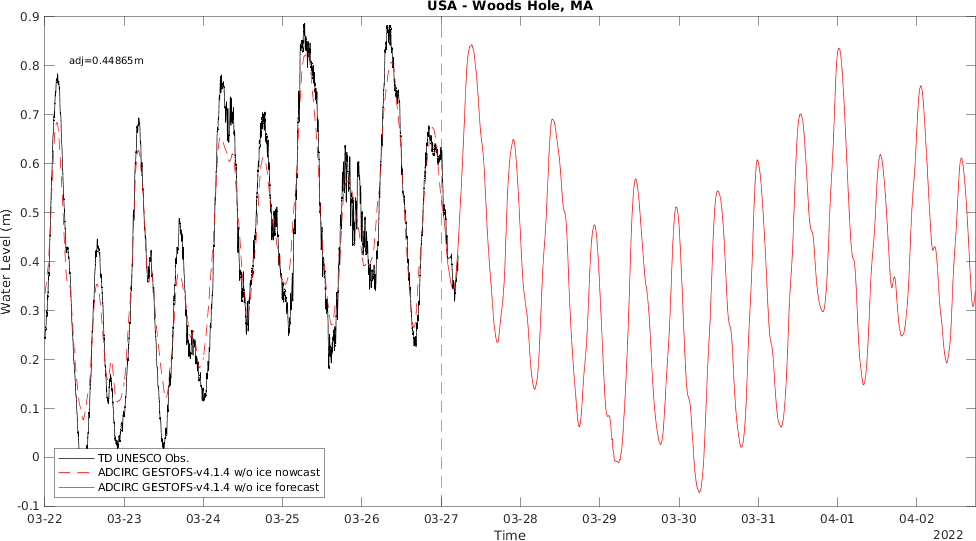 USA - Woods Hole, MA
0.9
0.8
0.7
0.6
0.5
0.4
0.3
0.2
0.1
0
-0.1
Water Level (m)
adj=0.44865m
TD UNESCO Obs.
ADCIRC GESTOFS-v4.1.4 w/o ice nowcast
ADCIRC GESTOFS-v4.1.4 w/o ice forecast
03-22 03-23 03-24 03-25 03-26 03-27 03-28 03-29 03-30 03-31 04-01 04-02
Time
2022